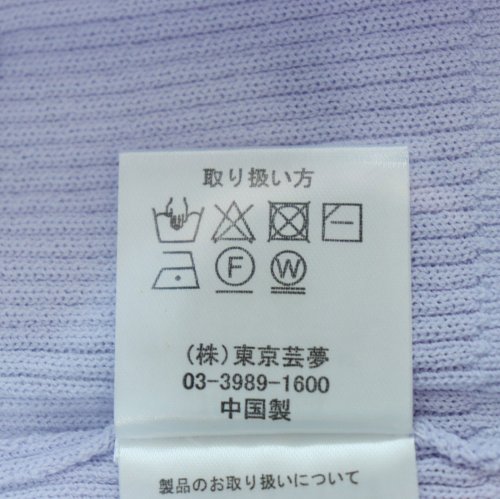 取り扱い方
F W
(株)東京芸夢
03-3989-1600
中国製
製品のお取り扱いについて